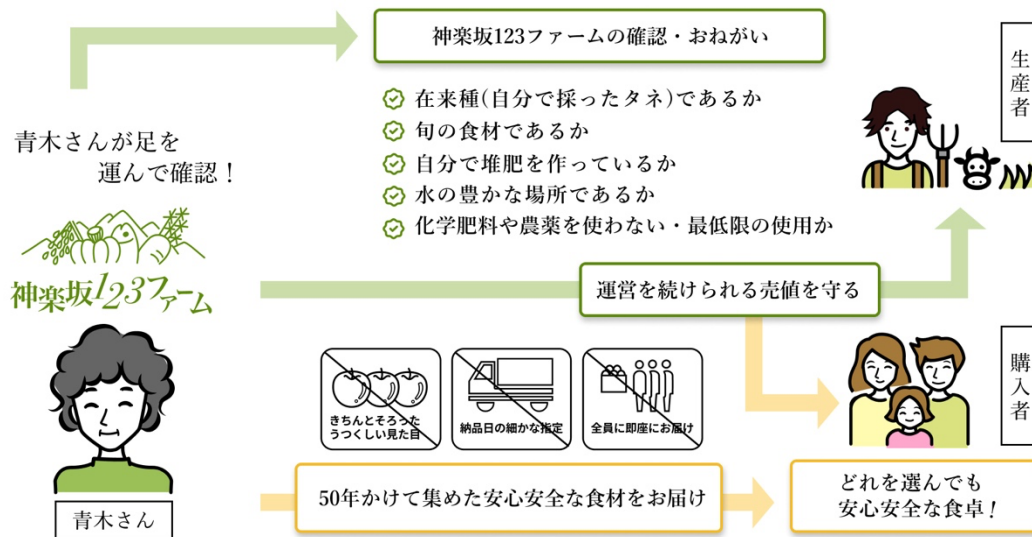 神楽坂123ファームの確認・おねがい
生産者
在来種(自分で採ったタネ)であるか
旬の食材であるか
自分で堆肥を作っているか
水の豊かな場所であるか
化学肥料や農薬を使わない・最低限の使用か
青木さんが足を
運んで確認！
神楽坂123ファーム
運営を続けられる売値を守る
購入者
きちんとそろった
うつくしい見た目
納品日の細かな指定
全員に即座にお届け
50年かけて集めた安心安全な食材をお届け
どれを選んでも
安心安全な食卓！
青木さん